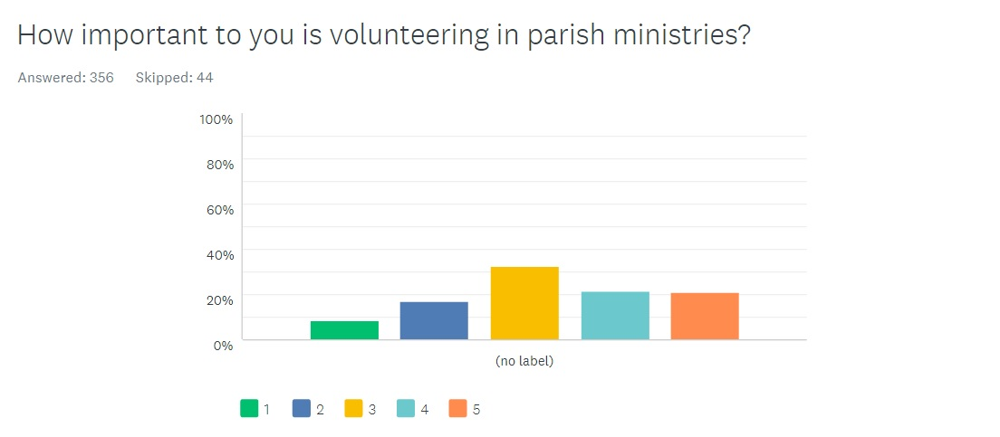 How important to you is volunteering in parish ministries?
Answered: 356 Skipped: 44
100%
80%
60%
40%
20%
0%
(no label)
1 2 3 4 5